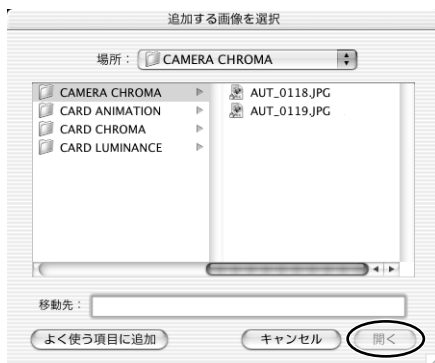 追加する画像を選択
場所： CAMERA CHROMA
CAMERA CHROMA
CARD ANIMATION
CARD CHROMA
CARD LUMINANCE
AUT_0118.JPG
AUT_0119.JPG
移動先：
よく使う項目に追加 キャンセル 開く